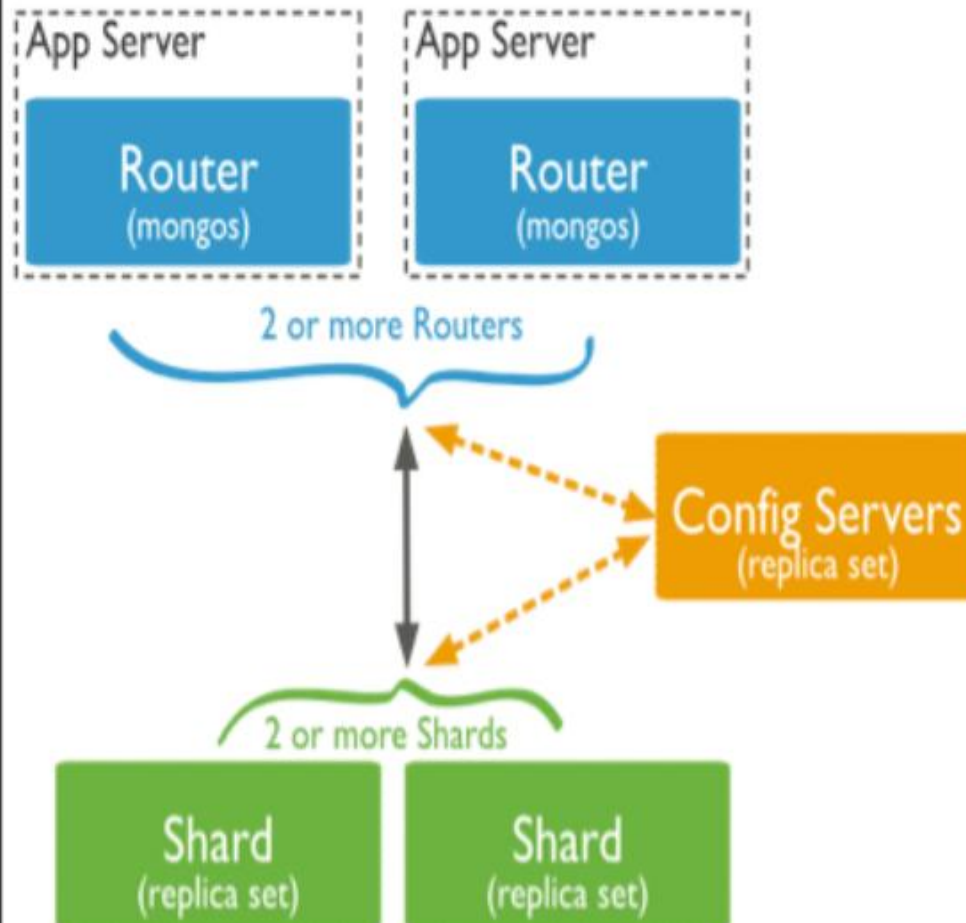 App Server
App Server
Router
(mongos)
Router
(mongos)
2 or more Routers
Config Servers
(replica set)
2 or more Shards
Shard
(replica set)
Shard
(replica set)